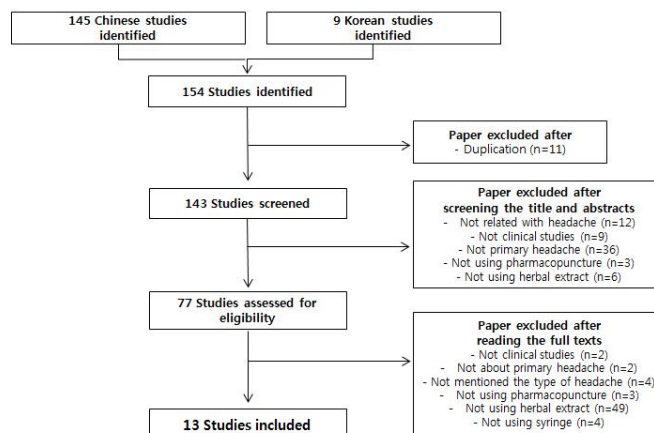 145 Chinese studies
identified
9 Korean studies
identified
154 Studies identified
Paper excluded after
- Duplication (n=11)
143 Studies screened
Paper excluded after
screening the title and abstracts
- Not related with headache (n=12)
- Not clinical studies (n=9)
- Not primary headache (n=36)
- Not using pharmacopuncture (n=3)
- Not using herbal extract (n=6)
77 Studies assessed for
eligibility
Paper excluded after
reading the full texts
- Not clinical studies (n=2)
- Not about primary headache (n=2)
- Not mentioned the type of headache (n=4)
- Not using pharmacopuncture (n=3)
- Not using herbal extract (n=49)
- Not using syringe (n=4)
13 Studies included